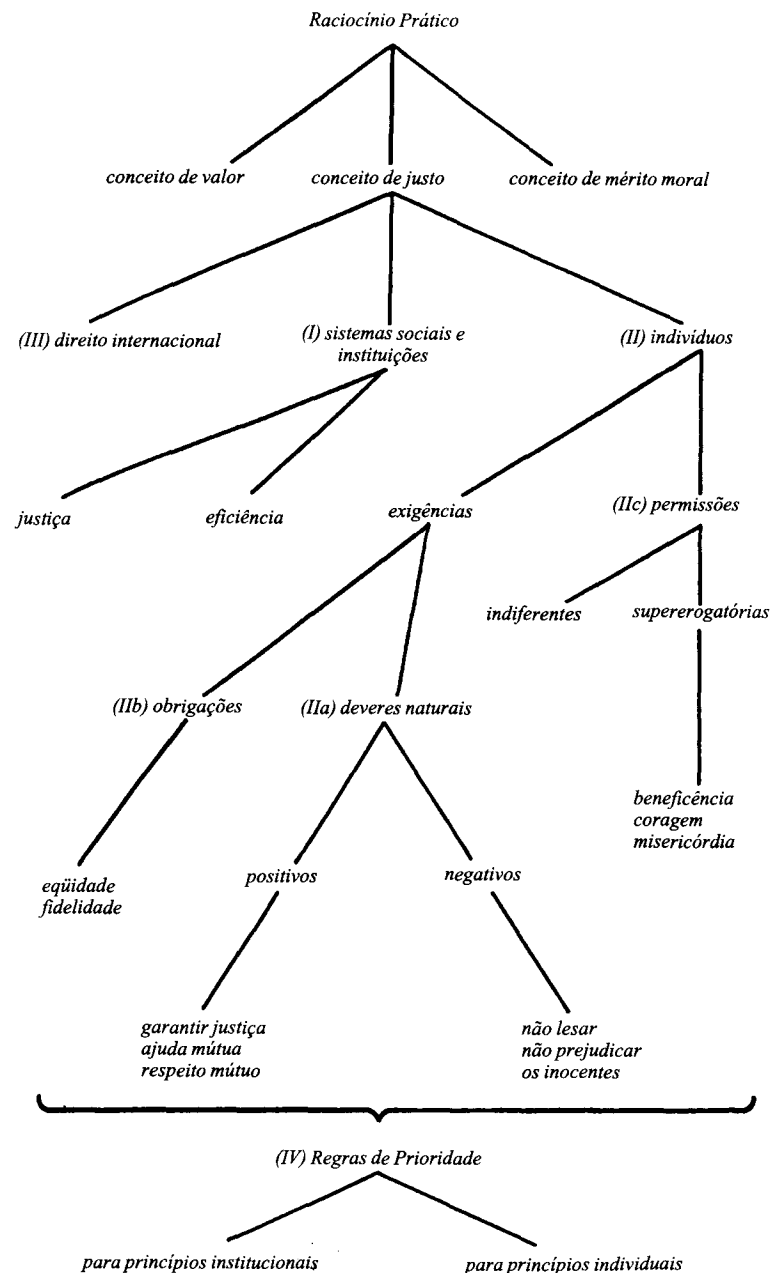 Raciocínio Prático
conceito de valor
conceito de justo
conceito de mérito moral
(III) direito internacional
(I) sistemas sociais e
instituições
(II) indivíduos
justiça
eficiência
exigências
(IIc) permissões
indiferentes
supererogatórias
(IIb) obrigações
(IIa) deveres naturais
beneficência
coragem
misericórdia
eqüidade
fidelidade
positivos
negativos
garantir justiça
ajuda mútua
respeito mútuo
não lesar
não prejudicar
os inocentes
(IV) Regras de Prioridade
para princípios institucionais
para princípios individuais